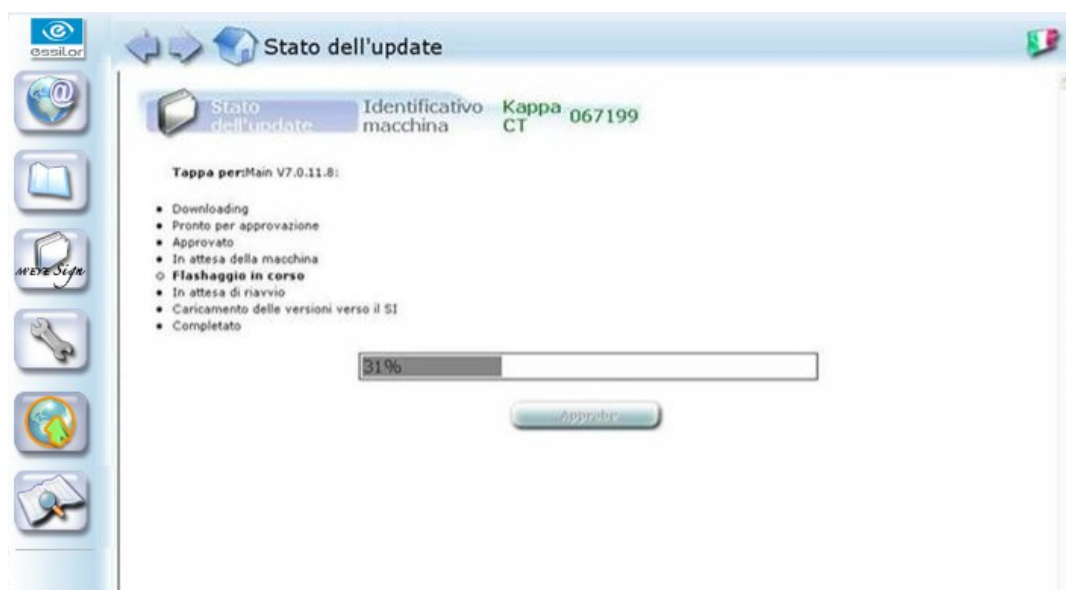 essilor
Stato dell'update
Stato
dell'update
Identificativo
macchina
Kappa
CT
067199
Tappa per:Main V7.0.11.8:
Downloading
Pronto per approvazione
Approvato
In attesa della macchina
Flashaggio in corso
In attesa di riavvio
Caricamento delle versioni verso il SI
Completato
M'EYE Sign
31%